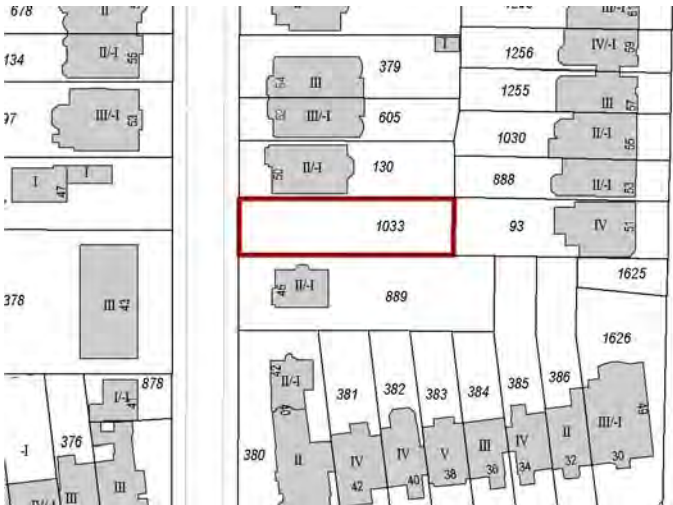 678
II
134
II/-I
55
97
III/-I
53
I
I
47
378
III
43
878
I/-I
41
-I
376
III
III
I
379
54
III
52
III/-I
605
50
II/-I
130
1033
46
II/-I
889
42
II/-I
40
380
II
381
382
383
384
385
386
IV
42
IV
40
V
38
III
36
IV
34
II
32
III/-I
30
49
1256
IV/-I
59
1255
III
57
1030
II/-I
55
888
II/-I
53
93
IV
51
1625
1626